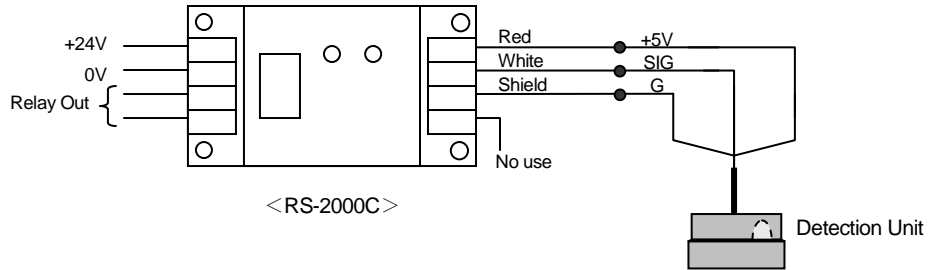 +24V
0V
Relay Out
Red +5V
White SIG
Shield G
No use
<RS-2000C>
Detection Unit